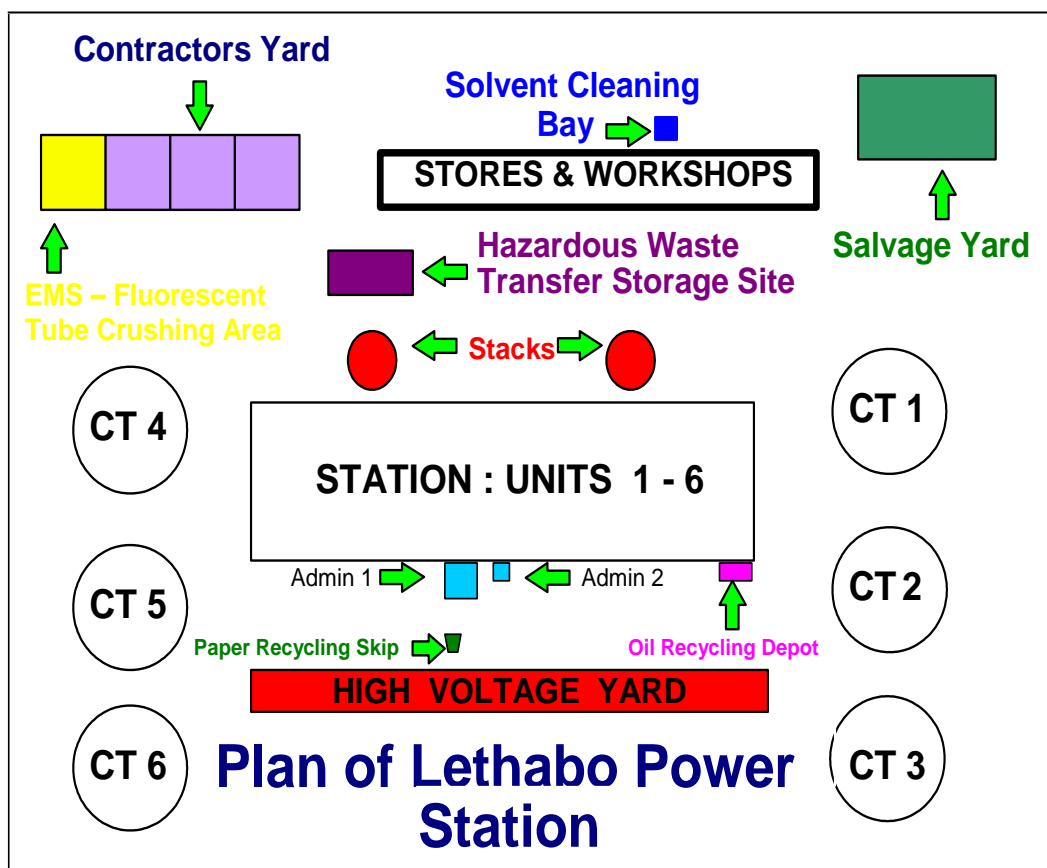 Contractors Yard
Solvent Cleaning
Bay
STORES & WORKSHOPS
Salvage Yard
Hazardous Waste
Transfer Storage Site
EMS – Fluorescent
Tube Crushing Area
Stacks
CT 4
CT 1
STATION : UNITS 1 - 6
Admin 1
Admin 2
CT 5
CT 2
Paper Recycling Skip
Oil Recycling Depot
HIGH VOLTAGE YARD
CT 6
CT 3
Plan of Lethabo Power
Station